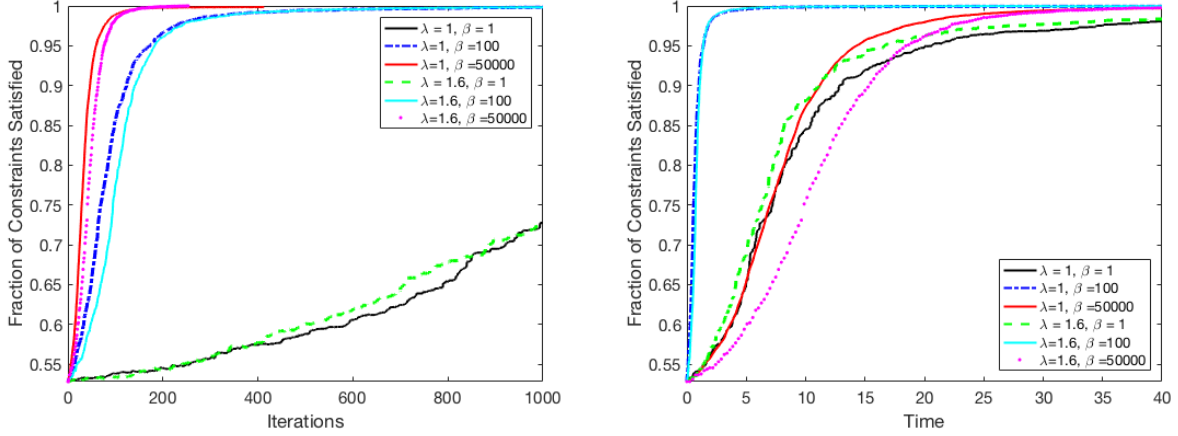 1
0.95
0.9
0.85
0.8
0.75
0.7
0.65
0.6
0.55
Fraction of Constraints Satisfied
0 200 400 600 800 1000
Iterations
λ = 1, β = 1
λ=1, β =100
λ=1, β =50000
λ = 1.6, β = 1
λ=1.6, β =100
λ=1.6, β =50000
1
0.95
0.9
0.85
0.8
0.75
0.7
0.65
0.6
0.55
Fraction of Constraints Satisfied
0 5 10 15 20 25 30 35 40
Time
λ = 1, β = 1
λ=1, β =100
λ=1, β =50000
λ = 1.6, β = 1
λ=1.6, β =100
λ=1.6, β =50000